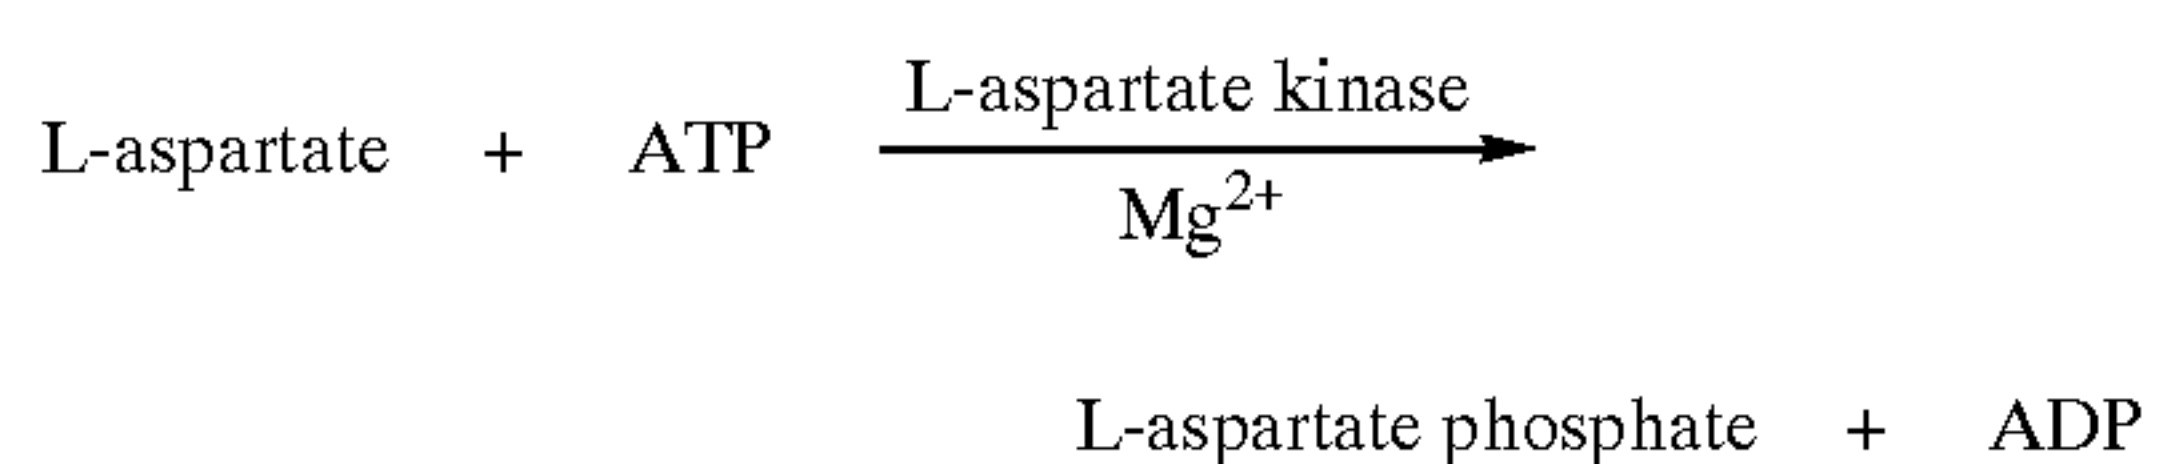 L-aspartate kinase
L-aspartate + ATP
Mg2+
L-aspartate phosphate + ADP